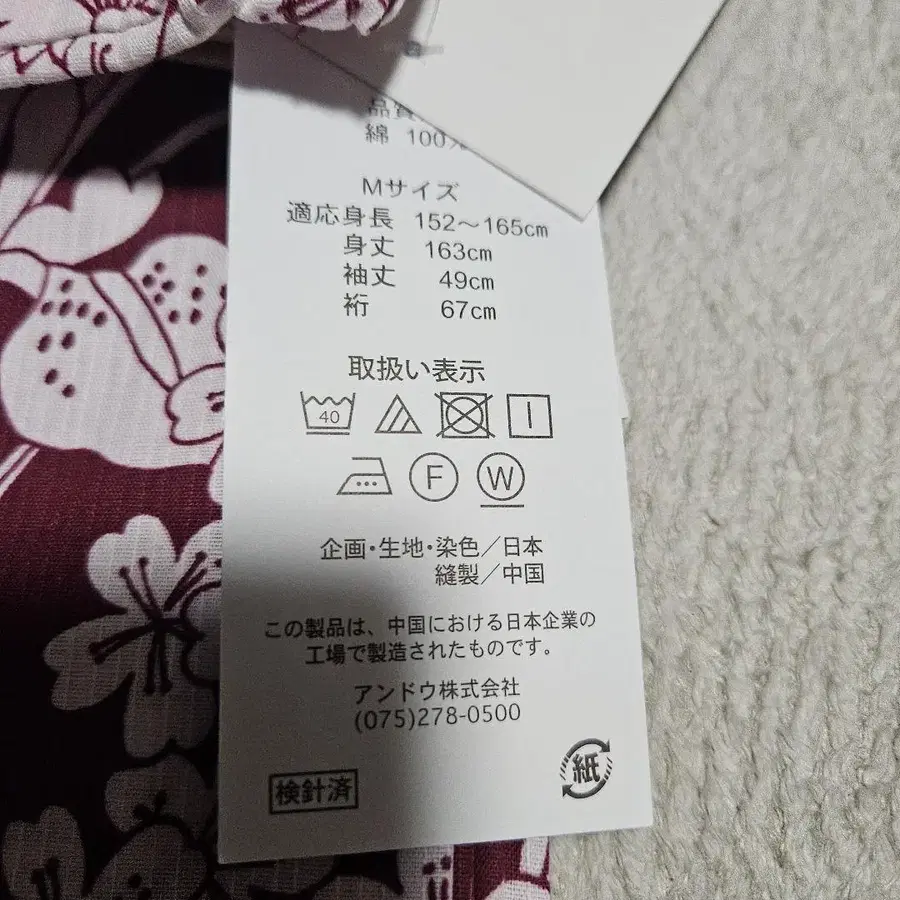 品質
綿 100%
Mサイズ
適応身長 152～165cm
身丈 163cm
袖丈 49cm
裄 67cm
取扱い表示
40
F W
企画・生地・染色／日本
縫製／中国
この製品は、中国における日本企業の
工場で製造されたものです。
アンドウ株式会社
(075)278-0500
紙
検針済